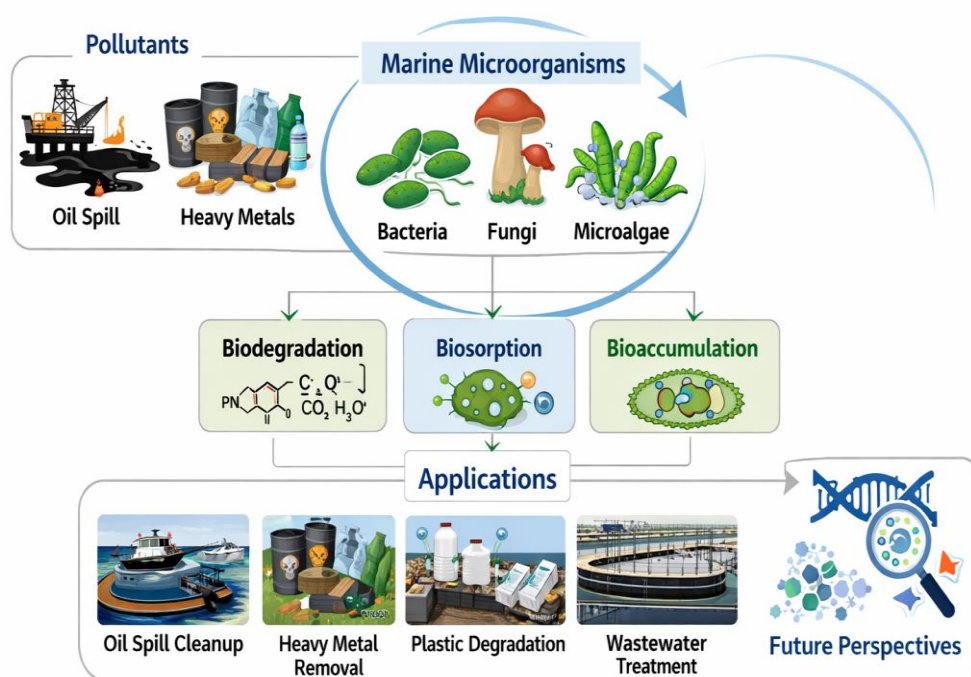 Pollutants
Marine Microorganisms
Oil Spill
Heavy Metals
Bacteria
Fungi
Microalgae
Biodegradation
Biosorption
Bioaccumulation
PN
CO₂ H₃O⁺
Applications
Oil Spill Cleanup
Heavy Metal
Removal
Plastic Degradation
Wastewater
Treatment
Future Perspectives